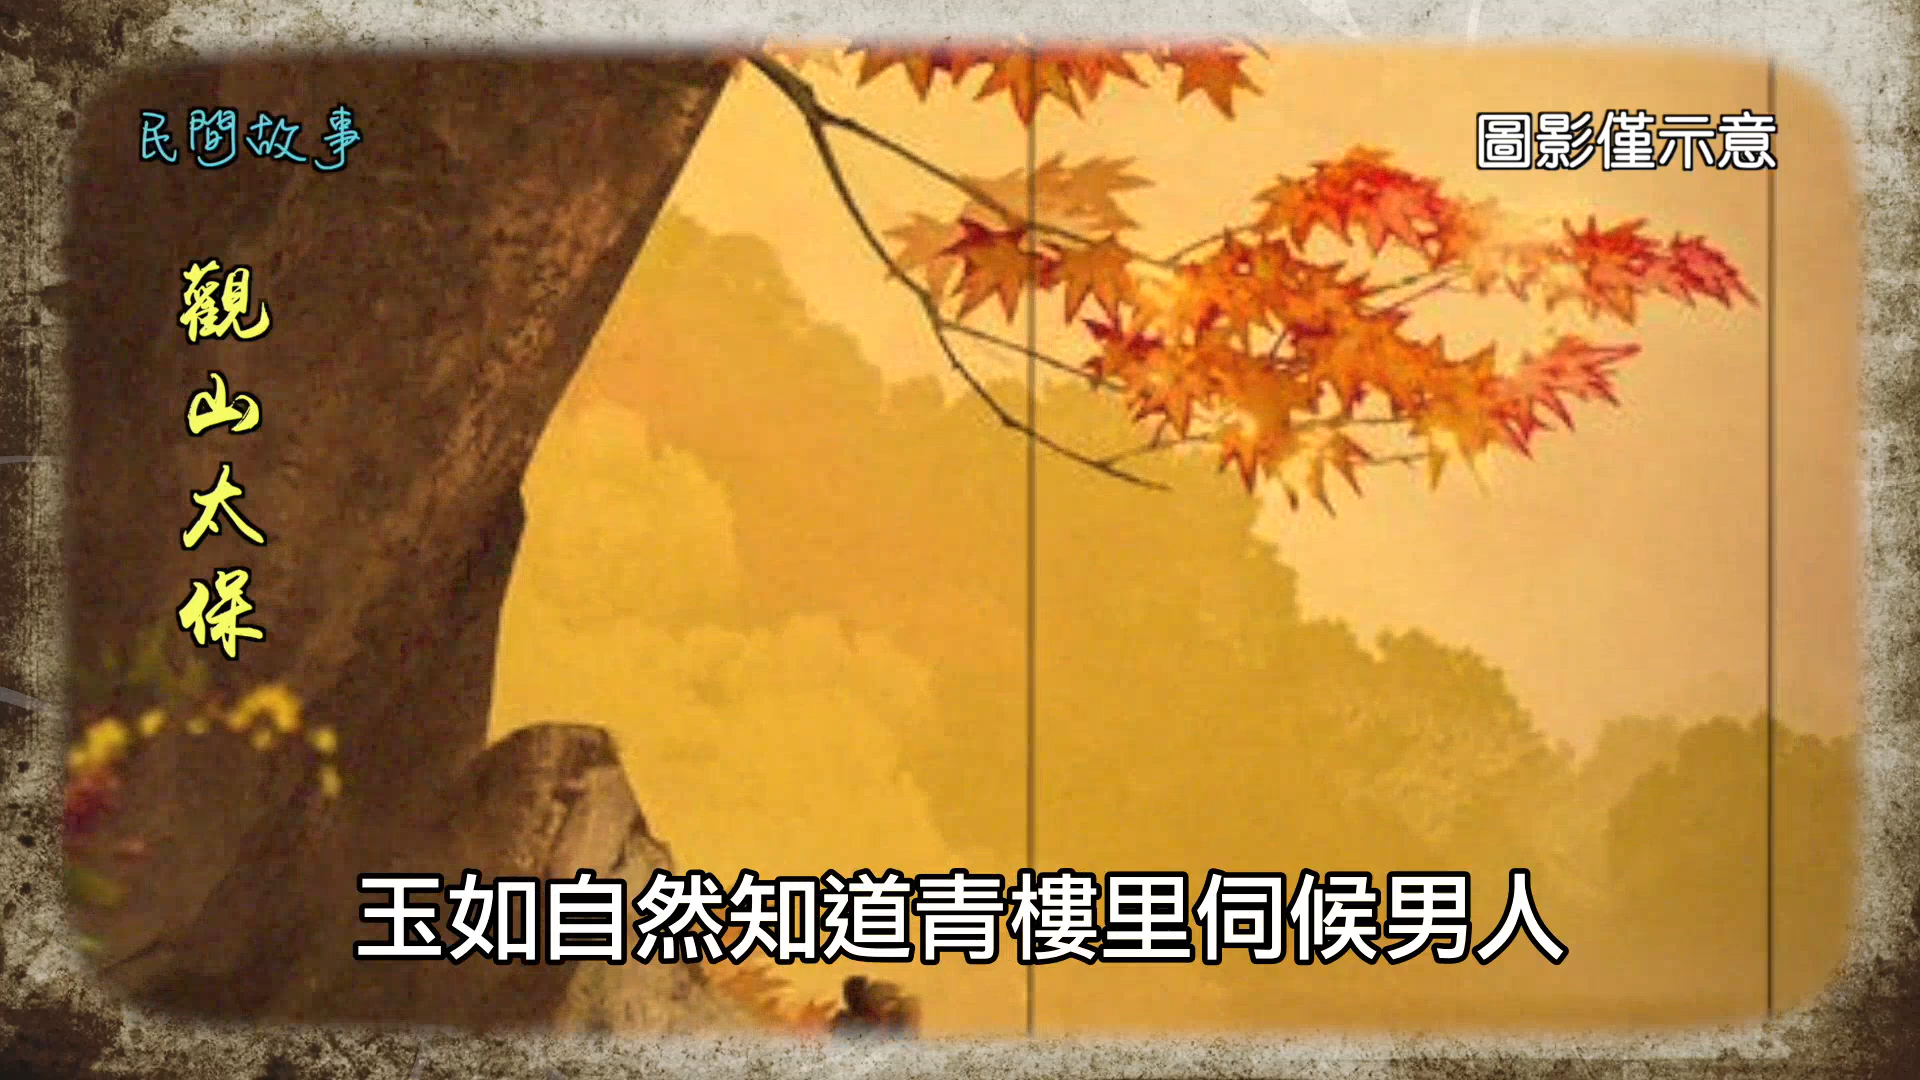 民間故事
圖影僅示意
觀山太保
玉如自然知道青樓里伺候男人